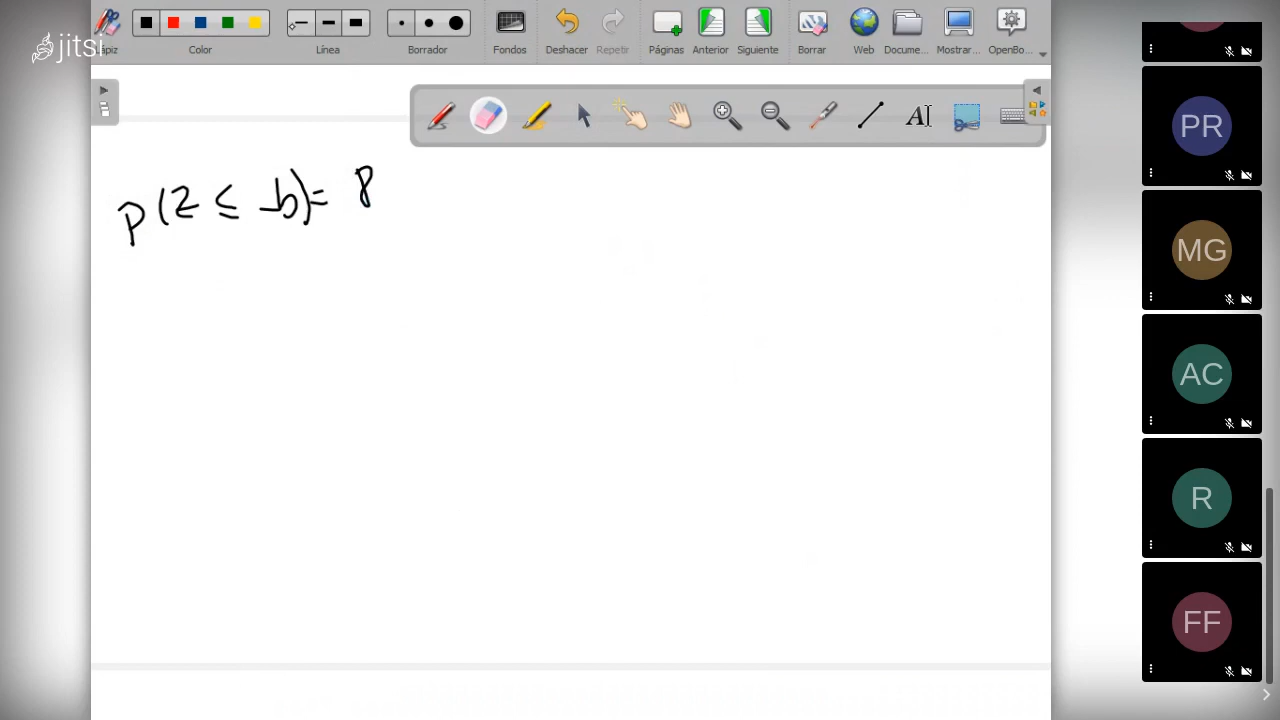 jitsi
Color
Línea
Borrador
Fondos
Deshacer
Repetir
Páginas
Anterior
Siguiente
Borrar
Web
Docume...
Mostrar...
OpenBo...
P(Z ≤ -b)= 8
PR
MG
AC
R
FF